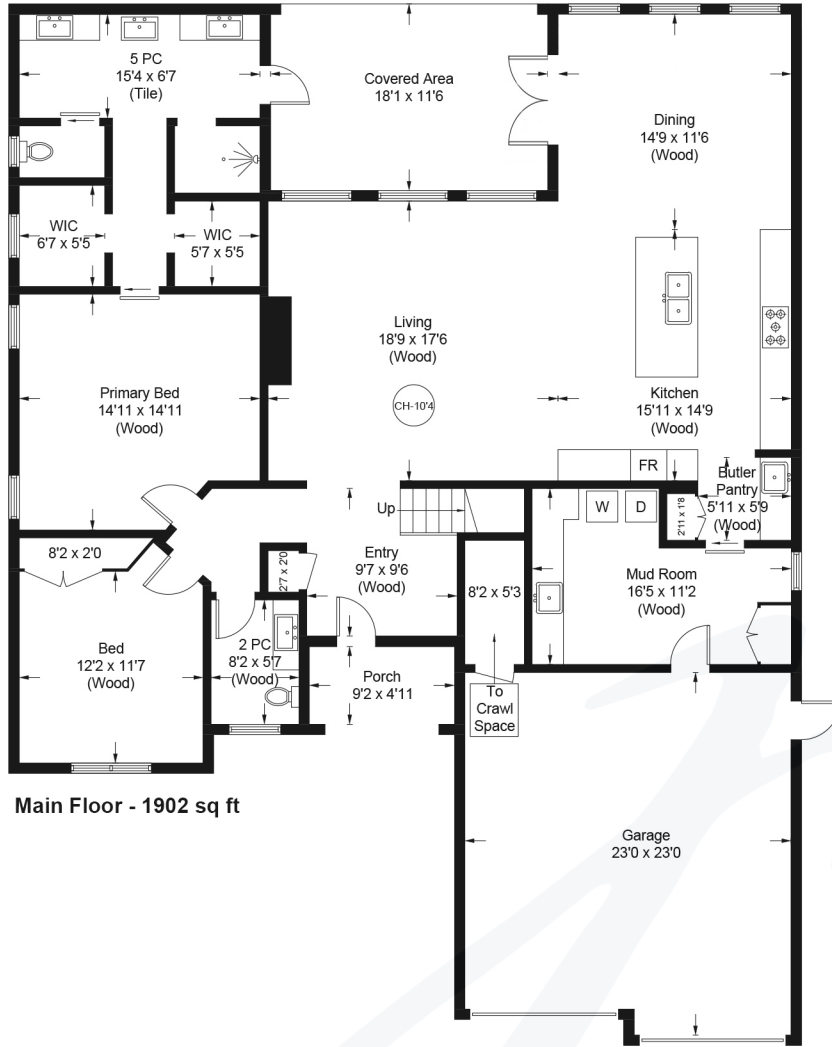 5 PC
15'4 x 6'7
(Tile)
Covered Area
18'1 x 11'6
Dining
14'9 x 11'6
(Wood)
WIC
6'7 x 5'5
WIC
5'7 x 5'5
Living
18'9 x 17'6
(Wood)
CH-10'4
Primary Bed
14'11 x 14'11
(Wood)
Kitchen
15'11 x 14'9
(Wood)
FR
Butler
Pantry
5'11 x 5'9
(Wood)
2'11 x 1'8
W
D
Up
8'2 x 2'0
Entry
9'7 x 9'6
(Wood)
2'7 x 2'0
8'2 x 5'3
Mud Room
16'5 x 11'2
(Wood)
Bed
12'2 x 11'7
(Wood)
2 PC
8'2 x 5'7
(Wood)
Porch
9'2 x 4'11
To
Crawl
Space
Main Floor - 1902 sq ft
Garage
23'0 x 23'0